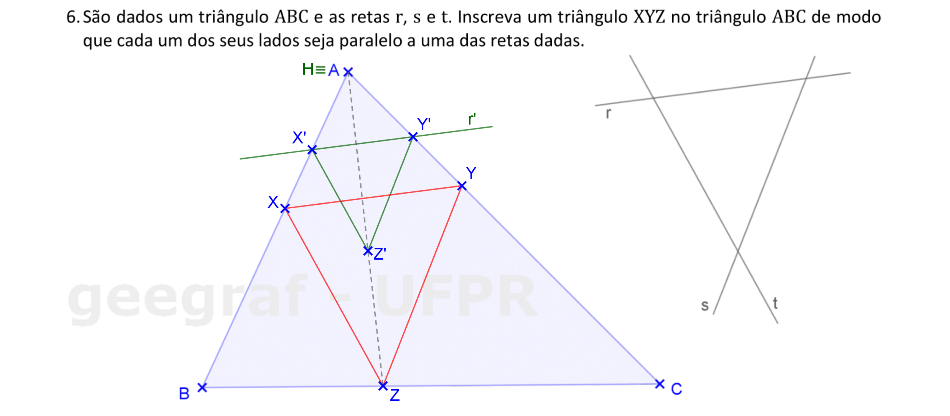 6. São dados um triângulo ABC e as retas r, s e t. Inscreva um triângulo XYZ no triângulo ABC de modo
que cada um dos seus lados seja paralelo a uma das retas dadas.
H≡A
r'
Y'
X'
r
Y
X
Z'
geegraf - UFPR
s
t
B
Z
C